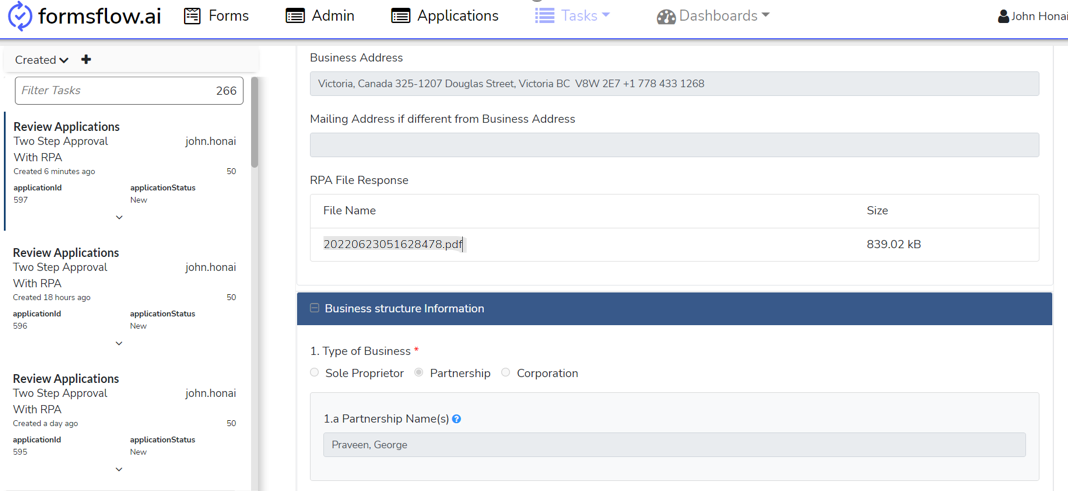 formsflow.ai
Forms
Admin
Applications
Tasks
Dashboards
John Honai
Created
Filter Tasks 266
Review Applications
Two Step Approval john.honai
With RPA
Created 6 minutes ago 50
applicationId applicationStatus
597 New
Review Applications
Two Step Approval john.honai
With RPA
Created 18 hours ago 50
applicationId applicationStatus
596 New
Review Applications
Two Step Approval john.honai
With RPA
Created a day ago 50
applicationId applicationStatus
595 New
Business Address
Victoria, Canada 325-1207 Douglas Street, Victoria BC V8W 2E7 +1 778 433 1268
Mailing Address if different from Business Address
RPA File Response
File Name Size
20220623051628478.pdf 839.02 kB
Business structure Information
1. Type of Business *
Sole Proprietor Partnership Corporation
1.a Partnership Name(s)
Praveen, George